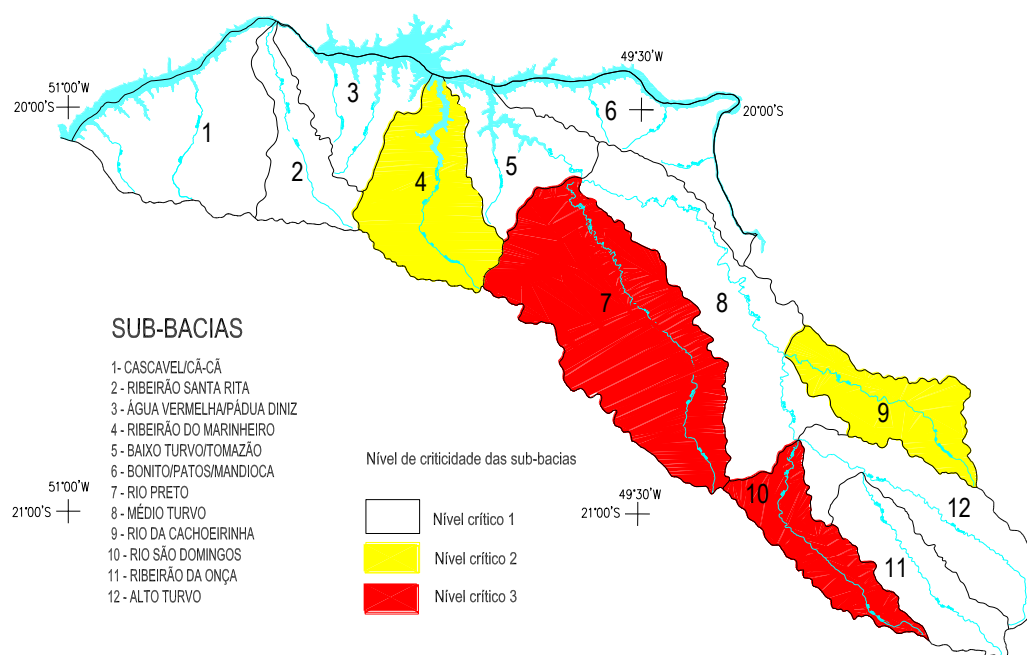 49°30'W
51°00'W
20°00'S
20°00'S
1
2
3
4
5
6
7
8
9
10
11
12
SUB-BACIAS
1- CASCAVEL/CÃ-CÃ
2 - RIBEIRÃO SANTA RITA
3 - ÁGUA VERMELHA/PÁDUA DINIZ
4 - RIBEIRÃO DO MARINHEIRO
5 - BAIXO TURVO/TOMAZÃO
6 - BONITO/PATOS/MANDIOCA
7 - RIO PRETO
8 - MÉDIO TURVO
9 - RIO DA CACHOEIRINHA
10 - RIO SÃO DOMINGOS
11 - RIBEIRÃO DA ONÇA
12 - ALTO TURVO
Nível de criticidade das sub-bacias
Nível crítico 1
Nível crítico 2
Nível crítico 3
51°00'W
21°00'S
49°30'W
21°00'S